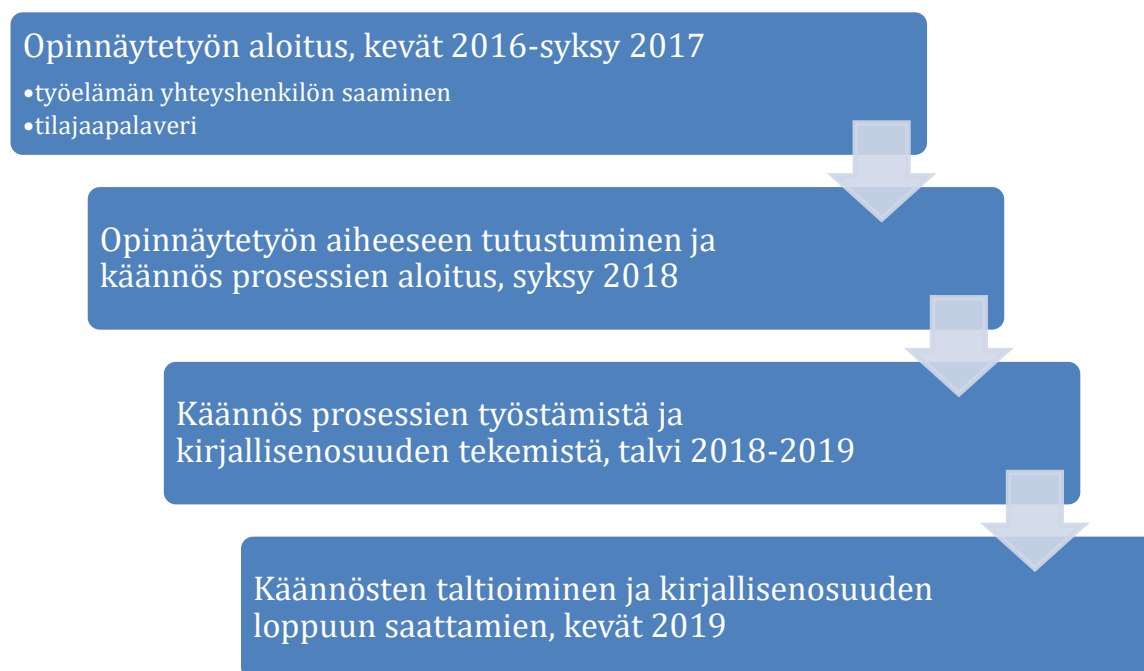 Opinnäytetyön aloitus, kevät 2016-syksy 2017
•työelämän yhteyshenkilön saaminen
•tilajaapalaveri
Opinnäytetyön aiheeseen tutustuminen ja
käännös prosessien aloitus, syksy 2018
Käännös prosessien työstämistä ja
kirjallisenosuuden tekemistä, talvi 2018-2019
Käännösten taltioiminen ja kirjallisenosuuden
loppuun saattamien, kevät 2019